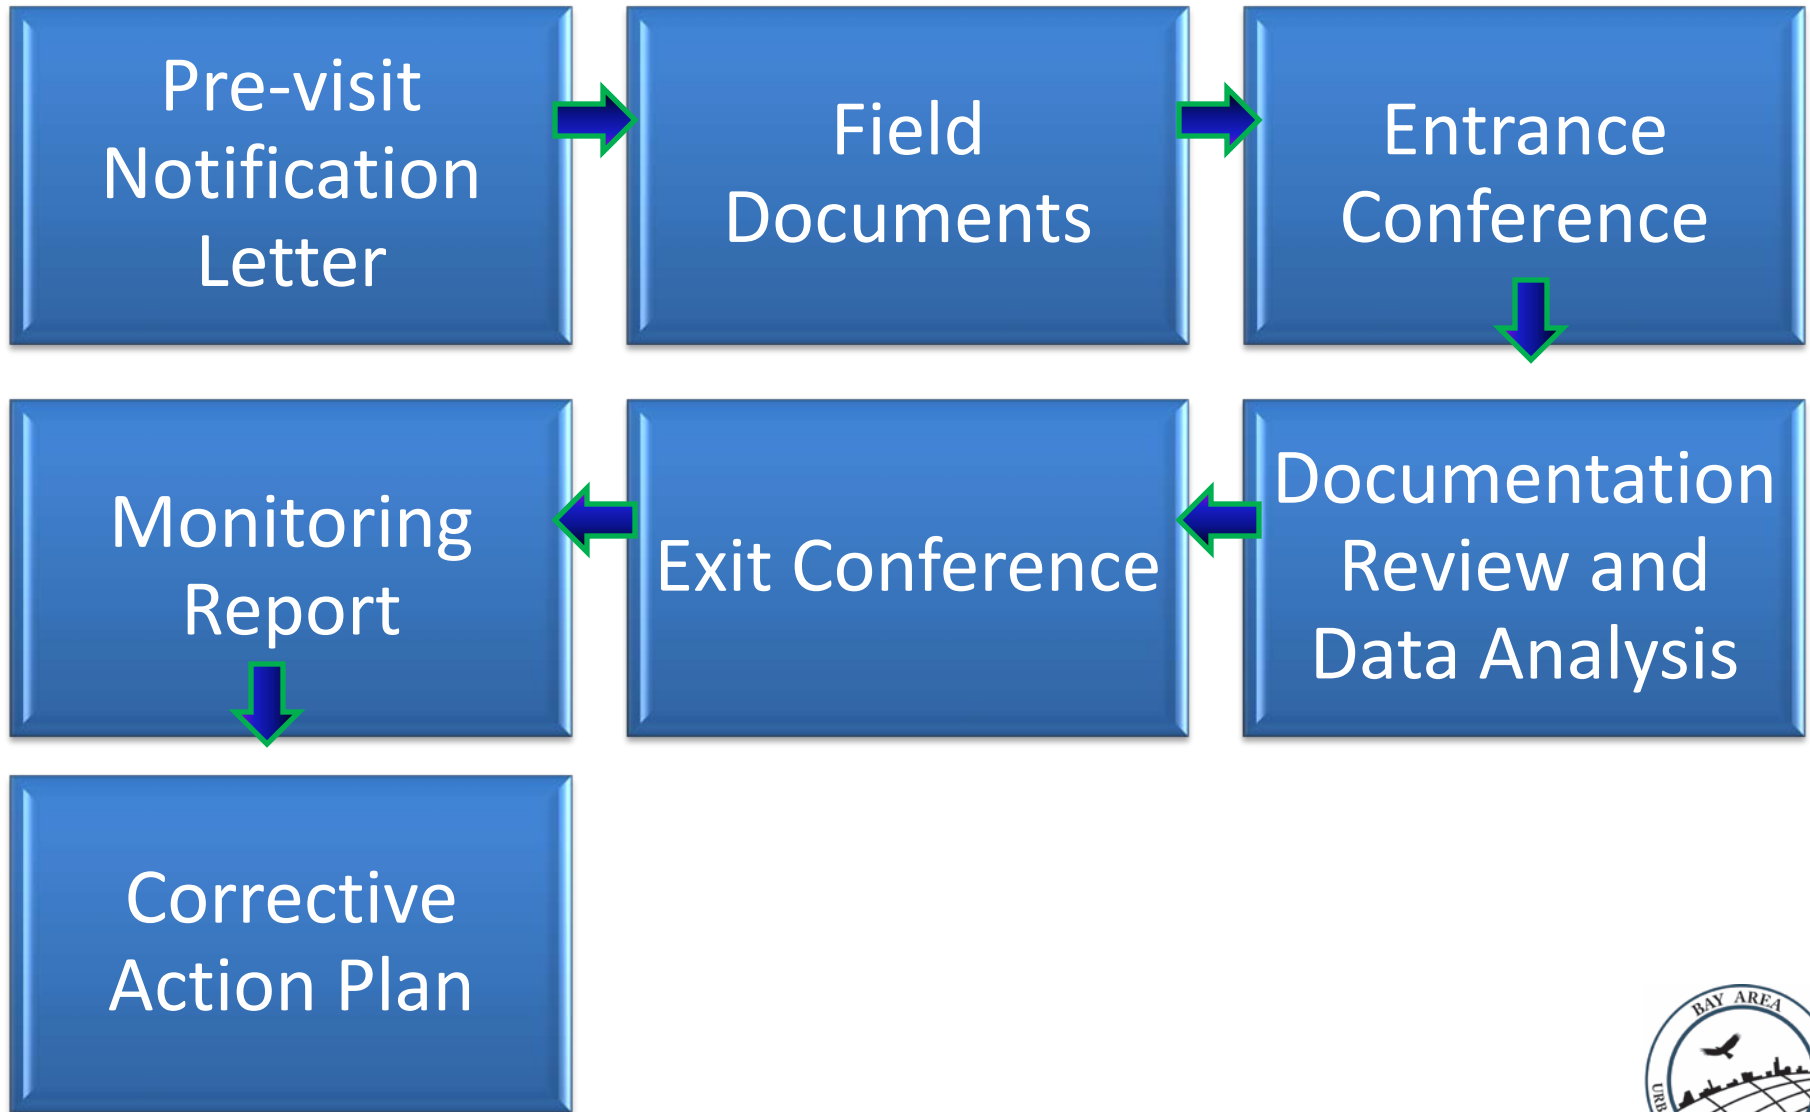 Pre-visit
Notification
Letter
Field
Documents
Entrance
Conference
Documentation
Review and
Data Analysis
Exit Conference
Monitoring
Report
Corrective
Action Plan
BAY AREA